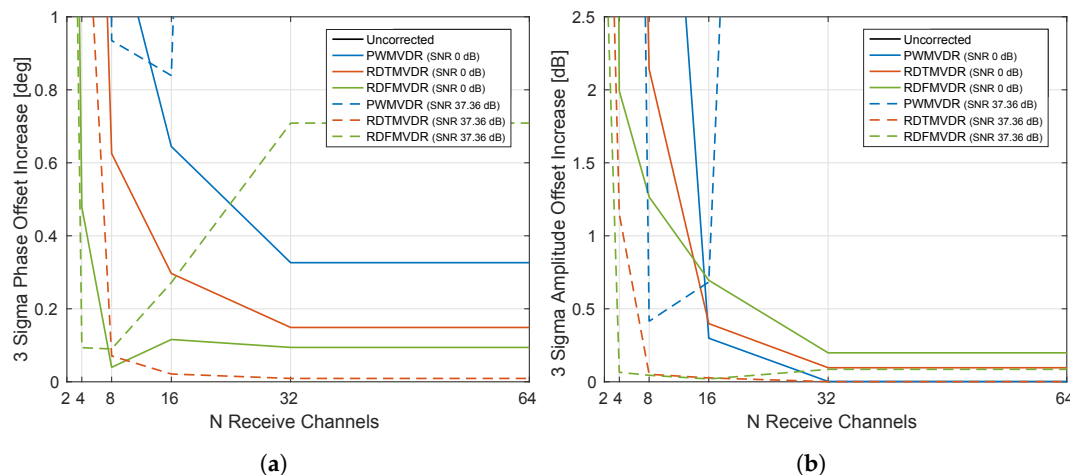 3 Sigma Phase Offset Increase [deg]
1
0.8
0.6
0.4
0.2
0
2 4 8 16 32 64
N Receive Channels
Uncorrected
PWMVDR (SNR 0 dB)
RDTMVDR (SNR 0 dB)
RDFMVDR (SNR 0 dB)
PWMVDR (SNR 37.36 dB)
RDTMVDR (SNR 37.36 dB)
RDFMVDR (SNR 37.36 dB)
(a)
3 Sigma Amplitude Offset Increase [dB]
2.5
2
1.5
1
0.5
0
2 4 8 16 32 64
N Receive Channels
Uncorrected
PWMVDR (SNR 0 dB)
RDTMVDR (SNR 0 dB)
RDFMVDR (SNR 0 dB)
PWMVDR (SNR 37.36 dB)
RDTMVDR (SNR 37.36 dB)
RDFMVDR (SNR 37.36 dB)
(b)